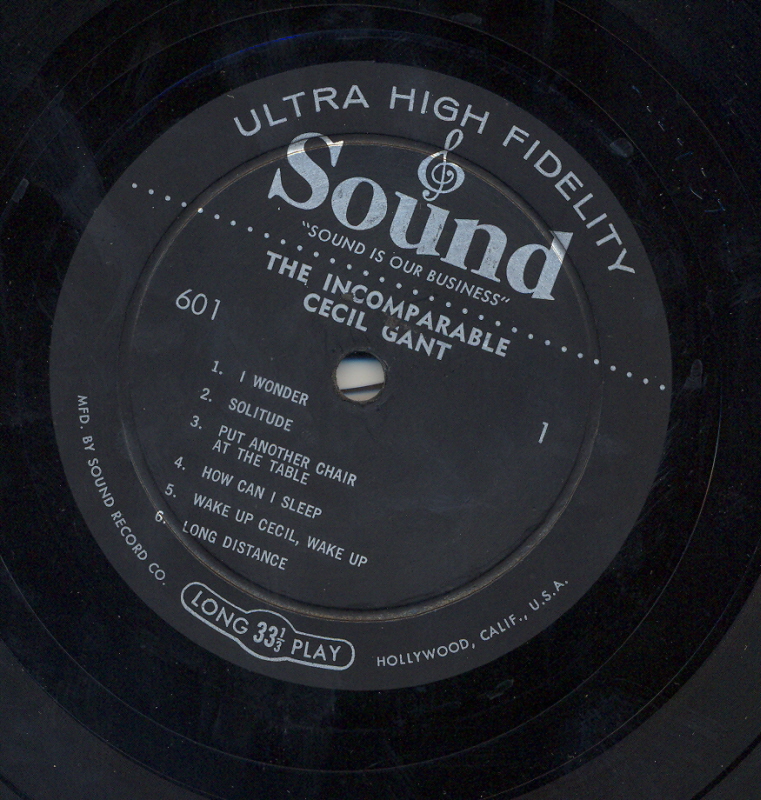 ULTRA HIGH FIDELITY
Sound
"SOUND IS OUR BUSINESS"
THE INCOMPARABLE
CECIL GANT
601
1
1. I WONDER
2. SOLITUDE
3. PUT ANOTHER CHAIR
AT THE TABLE
4. HOW CAN I SLEEP
5. WAKE UP CECIL, WAKE UP
6. LONG DISTANCE
MFD. BY SOUND RECORD CO.
LONG 33⅓ PLAY
HOLLYWOOD, CALIF., U.S.A.